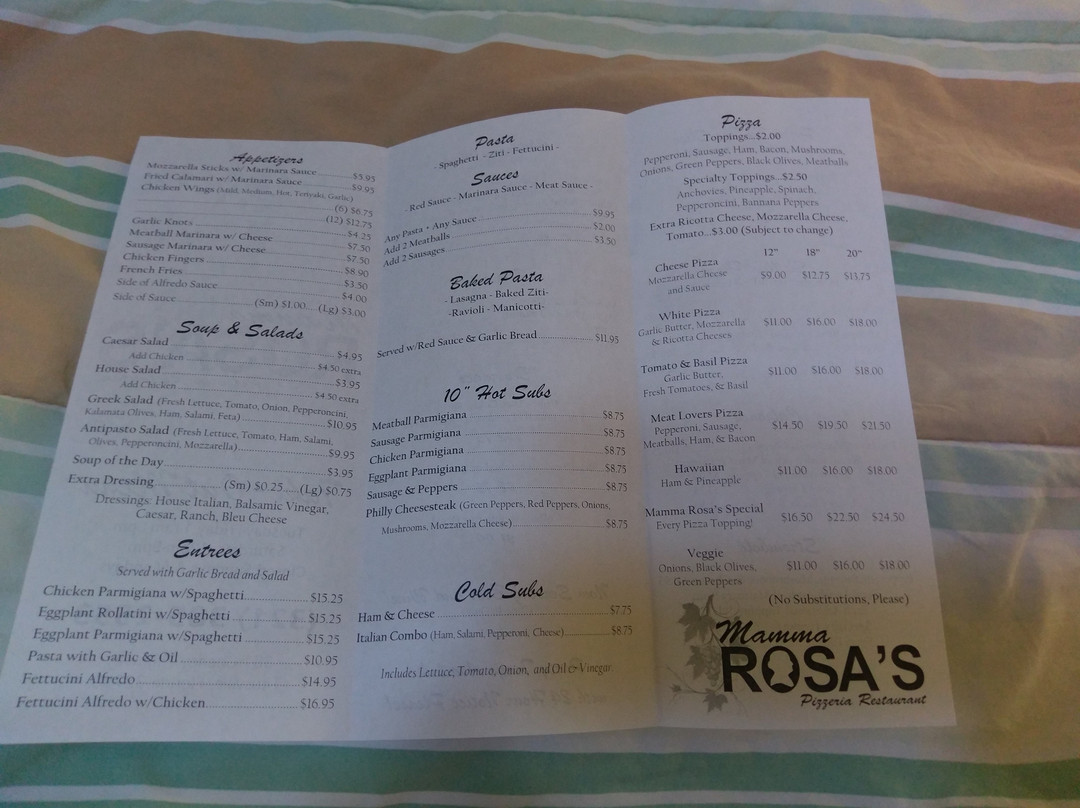 Appetizers
Mozzarella Sticks w/ Marinara Sauce $5.95
Fried Calamari w/Marinara Sauce $9.95
Chicken Wings (Mild, Medium, Hot, Teriyaki, Garlic)
(6) $6.75
(12) $12.75
Garlic Knots $4.25
Meatball Marinara w/ Cheese $7.50
Sausage Marinara w/ Cheese $7.50
Chicken Fingers $8.90
French Fries $3.50
Side of Alfredo Sauce $4.00
Side of Sauce (Sm) $1.00.... (Lg) $3.00
Soup & Salads
Caesar Salad $4.95
Add Chicken $4.50 extra
House Salad $3.95
Add Chicken $4.50 extra
Greek Salad (Fresh Lettuce, Tomato, Onion, Pepperoncini,
Kalamata Olives, Ham, Salami, Feta) $10.95
Antipasto Salad (Fresh Lettuce, Tomato, Ham, Salami,
Olives, Pepperoncini, Mozzarella) $9.95
Soup of the Day $3.95
Extra Dressing (Sm) $0.25.....(Lg) $0.75
Dressings: House Italian, Balsamic Vinegar,
Caesar, Ranch, Bleu Cheese
Entrees
Served with Garlic Bread and Salad
Chicken Parmigiana w/Spaghetti $15.25
Eggplant Rollatini w/Spaghetti $15.25
Eggplant Parmigiana w/Spaghetti $15.25
Pasta with Garlic & Oil $10.95
Fettucini Alfredo $14.95
Fettucini Alfredo w/Chicken $16.95
Pasta
- Spaghetti - Ziti - Fettucini -
Sauces
- Red Sauce - Marinara Sauce - Meat Sauce -
Any Pasta + Any Sauce $9.95
Add 2 Meatballs $2.00
Add 2 Sausages $3.50
Baked Pasta
- Lasagna - Baked Ziti-
-Ravioli - Manicotti-
Served w/Red Sauce & Garlic Bread $11.95
10" Hot Subs
Meatball Parmigiana $8.75
Sausage Parmigiana $8.75
Chicken Parmigiana $8.75
Eggplant Parmigiana $8.75
Sausage & Peppers $8.75
Philly Cheesesteak (Green Peppers, Red Peppers, Onions,
Mushrooms, Mozzarella Cheese) $8.75
Cold Subs
Ham & Cheese $7.75
Italian Combo (Ham, Salami, Pepperoni, Cheese) $8.75
Includes Lettuce, Tomato, Onion, and Oil & Vinegar.
Pizza
Toppings...$2.00
Pepperoni, Sausage, Ham, Bacon, Mushrooms,
Onions, Green Peppers, Black Olives, Meatballs
Specialty Toppings...$2.50
Anchovies, Pineapple, Spinach,
Pepperoncini, Bannana Peppers
Extra Ricotta Cheese, Mozzarella Cheese,
Tomato...$3.00 (Subject to change)
12" 18" 20"
Cheese Pizza
Mozzarella Cheese $9.00 $12.75 $13.75
and Sauce
White Pizza
Garlic Butter, Mozzarella $11.00 $16.00 $18.00
& Ricotta Cheeses
Tomato & Basil Pizza
Garlic Butter, $11.00 $16.00 $18.00
Fresh Tomatoes, & Basil
Meat Lovers Pizza
Pepperoni, Sausage, $14.50 $19.50 $21.50
Meatballs, Ham, & Bacon
Hawaiian $11.00 $16.00 $18.00
Ham & Pineapple
Mamma Rosa's Special $16.50 $22.50 $24.50
Every Pizza Topping!
Veggie
Onions, Black Olives, $11.00 $16.00 $18.00
Green Peppers
(No Substitutions, Please)
Mamma
ROSA'S
Pizzeria Restaurant